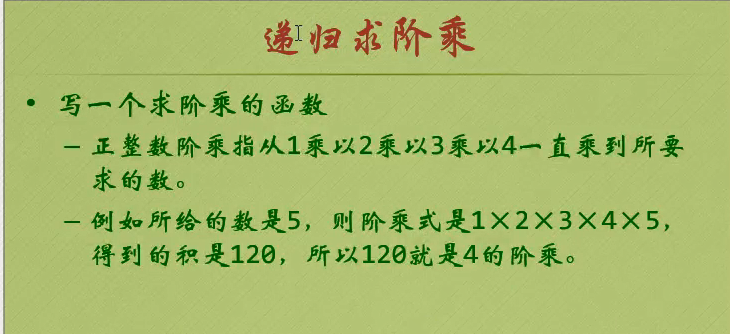 递归求阶乘
• 写一个求阶乘的函数
– 正整数阶乘指从1乘以2乘以3乘以4一直乘到所要
求的数。
– 例如所给的数是5，则阶乘式是1×2×3×4×5，
得到的积是120，所以120就是4的阶乘。